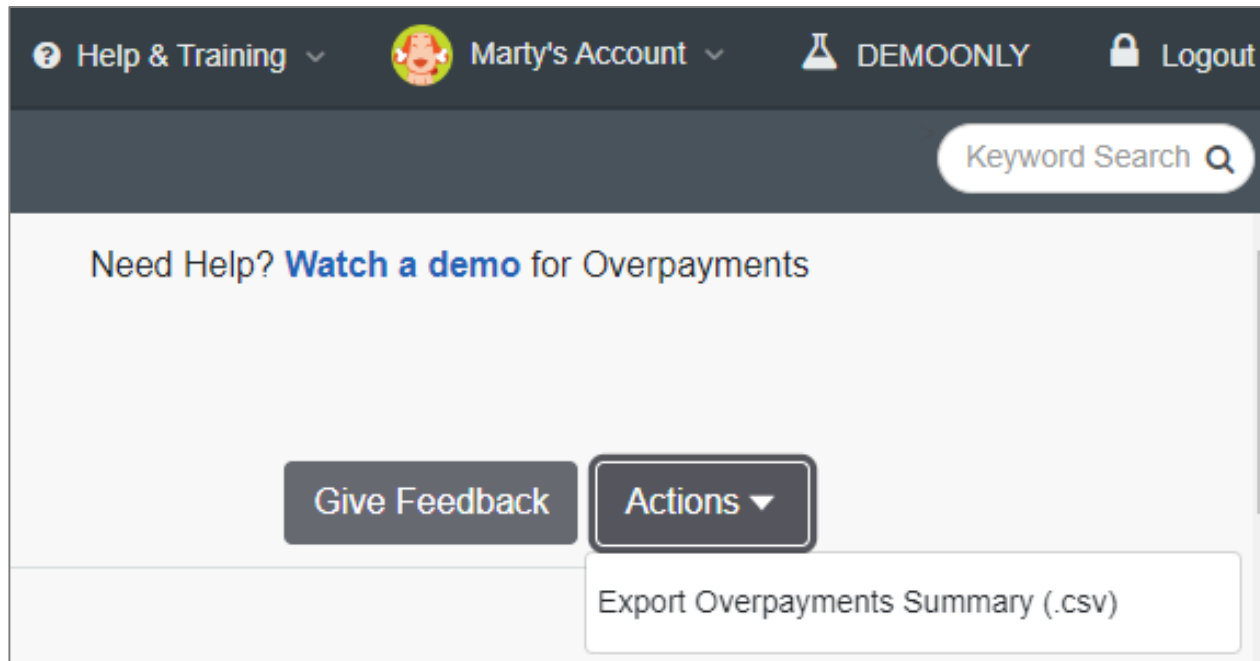 Help & Training Marty's Account DEMOONLY Logout
Keyword Search
Need Help? Watch a demo for Overpayments
Give Feedback Actions
Export Overpayments Summary (.csv)